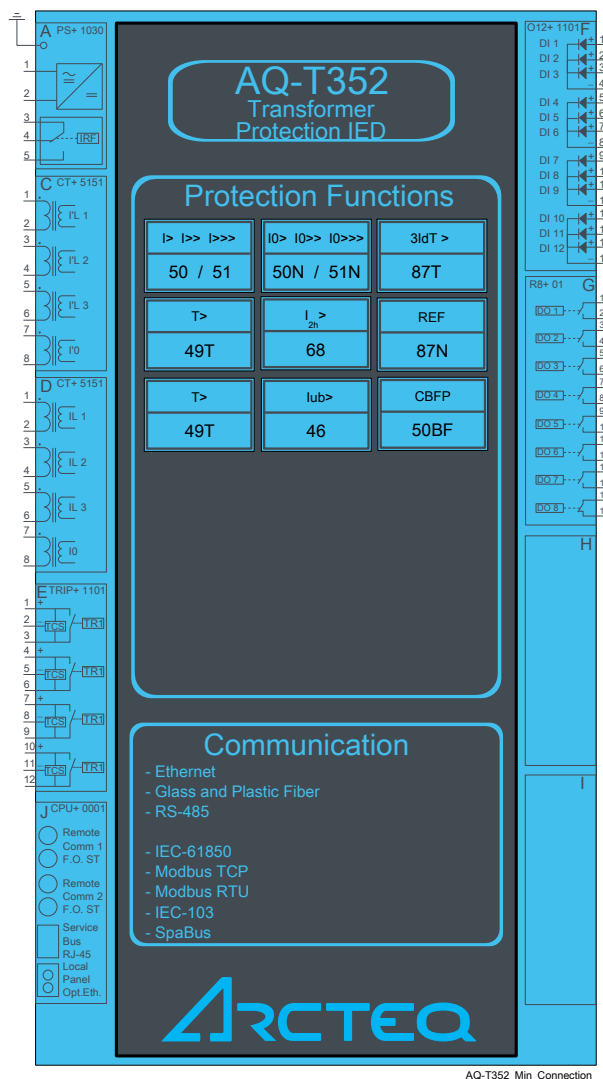 A PS+ 1030
1
2
3
4
5
IRF
C CT+ 5151
1
2
3
4
5
6
7
8
I'L 1
I'L 2
I'L 3
I'0
D CT+ 5151
1
2
3
4
5
6
7
8
IL 1
IL 2
IL 3
I0
E TRIP+ 1101
1 +
2 TCS TR1
3
4 +
5 TCS TR1
6
7 +
8 TCS TR1
9
10 +
11 TCS TR1
12
J CPU+ 0001
Remote
Comm 1
F.O. ST
Remote
Comm 2
F.O. ST
Service
Bus
RJ-45
Local
Panel
Opt.Eth.
AQ-T352
Transformer
Protection IED
Protection Functions
I> I>> I>>> I0> I0>> I0>>> 3IdT >
50 / 51 50N / 51N 87T
T> I2h > REF
49T 68 87N
T> Iub> CBFP
49T 46 50BF
Communication
- Ethernet
- Glass and Plastic Fiber
- RS-485
- IEC-61850
- Modbus TCP
- Modbus RTU
- IEC-103
- SpaBus
ARCTEQ
O12+ 1101 F
DI 1
DI 2
DI 3
DI 4
DI 5
DI 6
DI 7
DI 8
DI 9
DI 10
DI 11
DI 12
R8+ 01 G
DO 1
DO 2
DO 3
DO 4
DO 5
DO 6
DO 7
DO 8
H
I
AQ-T352 Min Connection